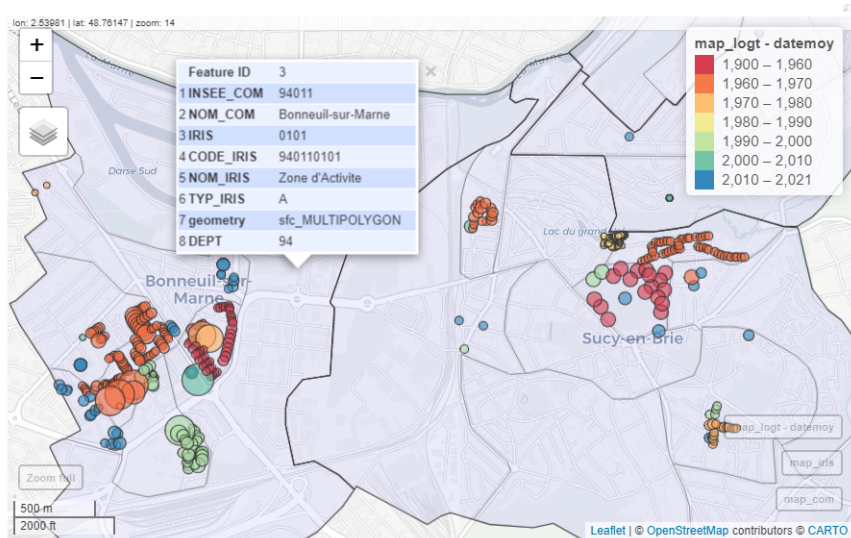 lon: 2.53981 | lat: 48.76147 | zoom: 14
+
−
La Marne
La Marne
Darse Sud
Feature ID 3
1 INSEE_COM 94011
2 NOM_COM Bonneuil-sur-Marne
3 IRIS 0101
4 CODE_IRIS 940110101
5 NOM_IRIS Zone d'Activite
6 TYP_IRIS A
7 geometry sfc_MULTIPOLYGON
8 DEPT 94
×
map_logt - datemoy
1,900 – 1,960
1,960 – 1,970
1,970 – 1,980
1,980 – 1,990
1,990 – 2,000
2,000 – 2,010
2,010 – 2,021
Lac du grand
Bonneuil-sur-
Marne
Sucy-en-Brie
map_logt - datemoy
map_iris
map_com
Zoom full
500 m
2000 ft
Leaflet | © OpenStreetMap contributors © CARTO